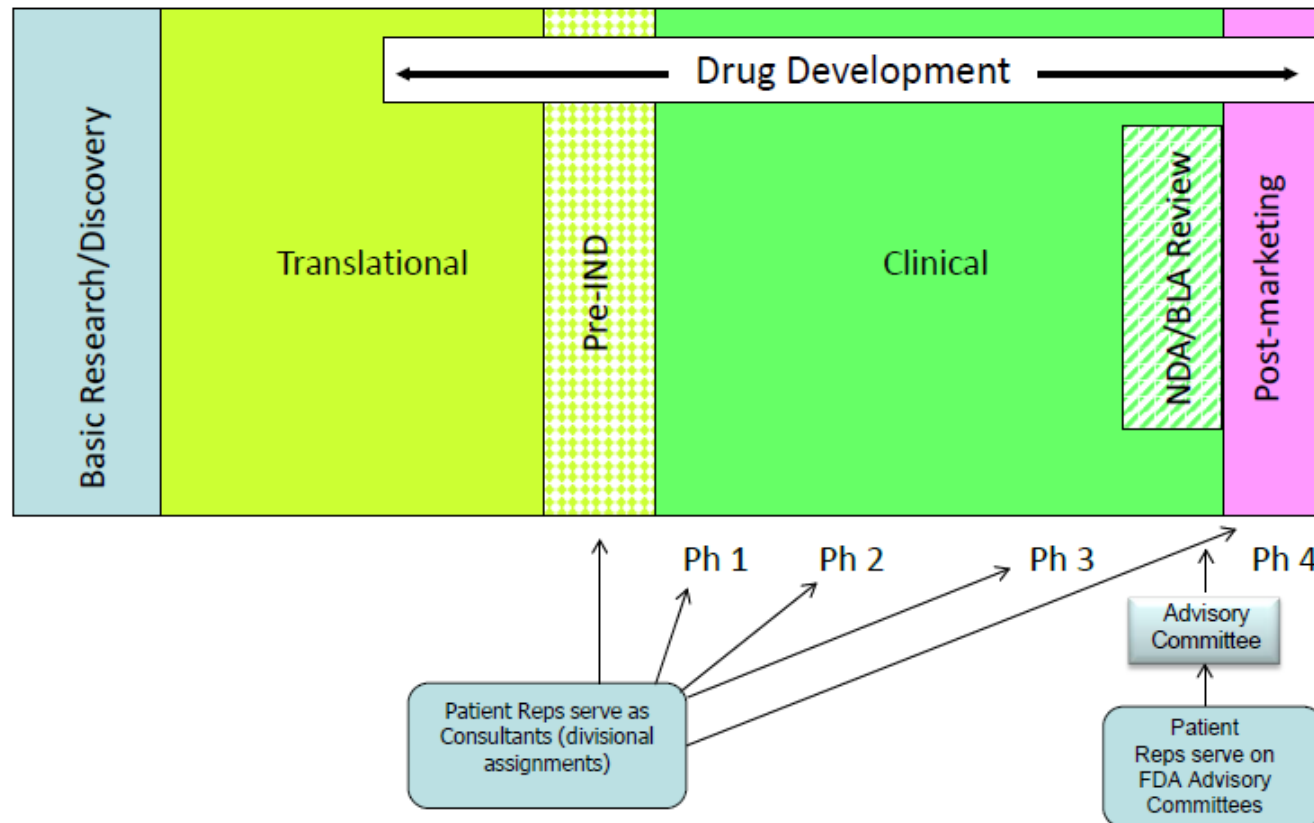 Drug Development
Basic Research/Discovery
Translational
Pre-IND
Clinical
NDA/BLA Review
Post-marketing
Ph 1
Ph 2
Ph 3
Ph 4
Advisory
Committee
Patient Reps serve as
Consultants (divisional
assignments)
Patient
Reps serve on
FDA Advisory
Committees